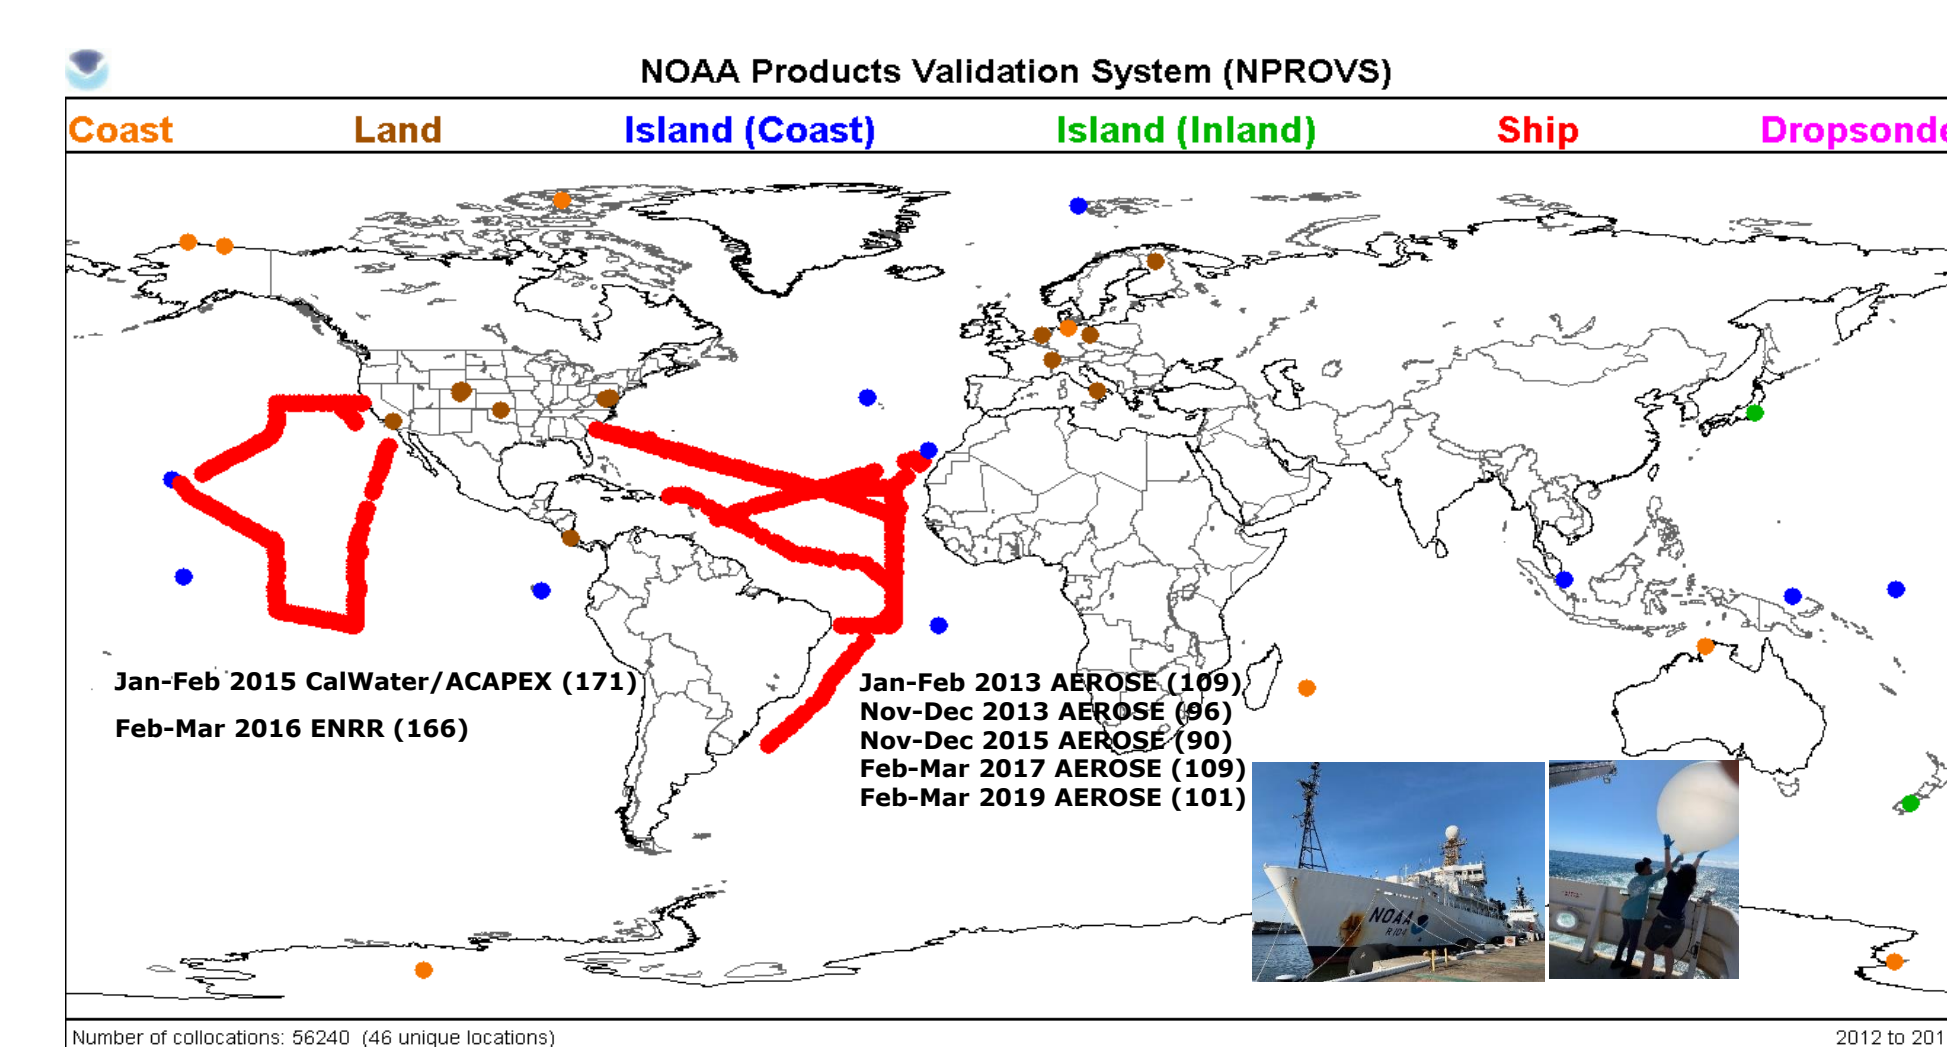 NOAA Products Validation System (NPROVS)
Coast Land Island (Coast) Island (Inland) Ship Dropsonde
Jan-Feb 2015 CalWater/ACAPEX (171)
Feb-Mar 2016 ENRR (166)
Jan-Feb 2013 AEROSE (109)
Nov-Dec 2013 AEROSE (96)
Nov-Dec 2015 AEROSE (90)
Feb-Mar 2017 AEROSE (109)
Feb-Mar 2019 AEROSE (101)
NOAA
Number of collocations: 56240 (46 unique locations) 2012 to 201